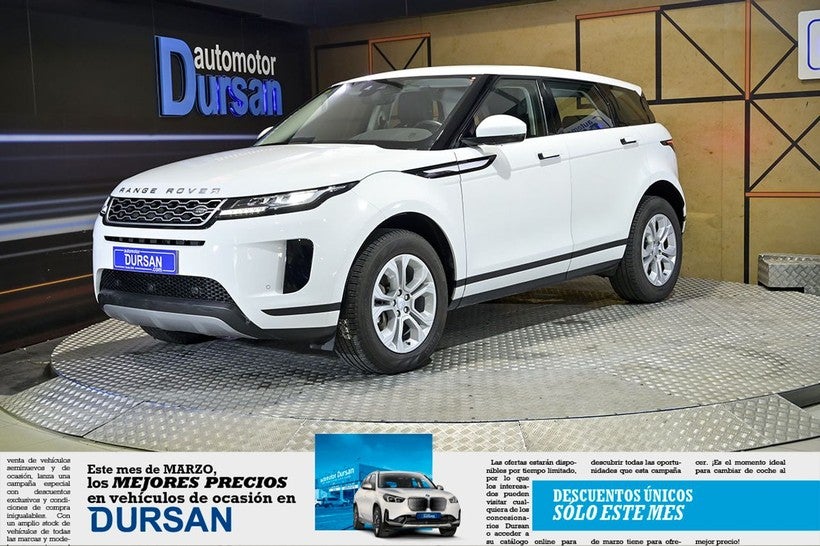 automotor
Dursan
RANGE ROVER
automotor
DURSAN
.com
venta de vehículos
seminuevos y de
ocasión, lanza una
campaña especial
con descuentos
exclusivos y condi-
ciones de compra
inigualables. Con
un amplio stock de
vehículos de todas
las marcas y mode-
Este mes de MARZO,
los MEJORES PRECIOS
en vehículos de ocasión en
DURSAN
automotor Dursan
Las ofertas estarán dispo-
nibles por tiempo limitado,
por lo que
los interesa-
dos pueden
visitar cual-
quiera de los
concesiona-
rios Dursan
o acceder a
su catálogo
online para
descubrir todas las oportu-
nidades que esta campaña
de marzo tiene para ofre-
cer. ¡Es el momento ideal
para cambiar de coche al
mejor precio!
DESCUENTOS ÚNICOS
SÓLO ESTE MES